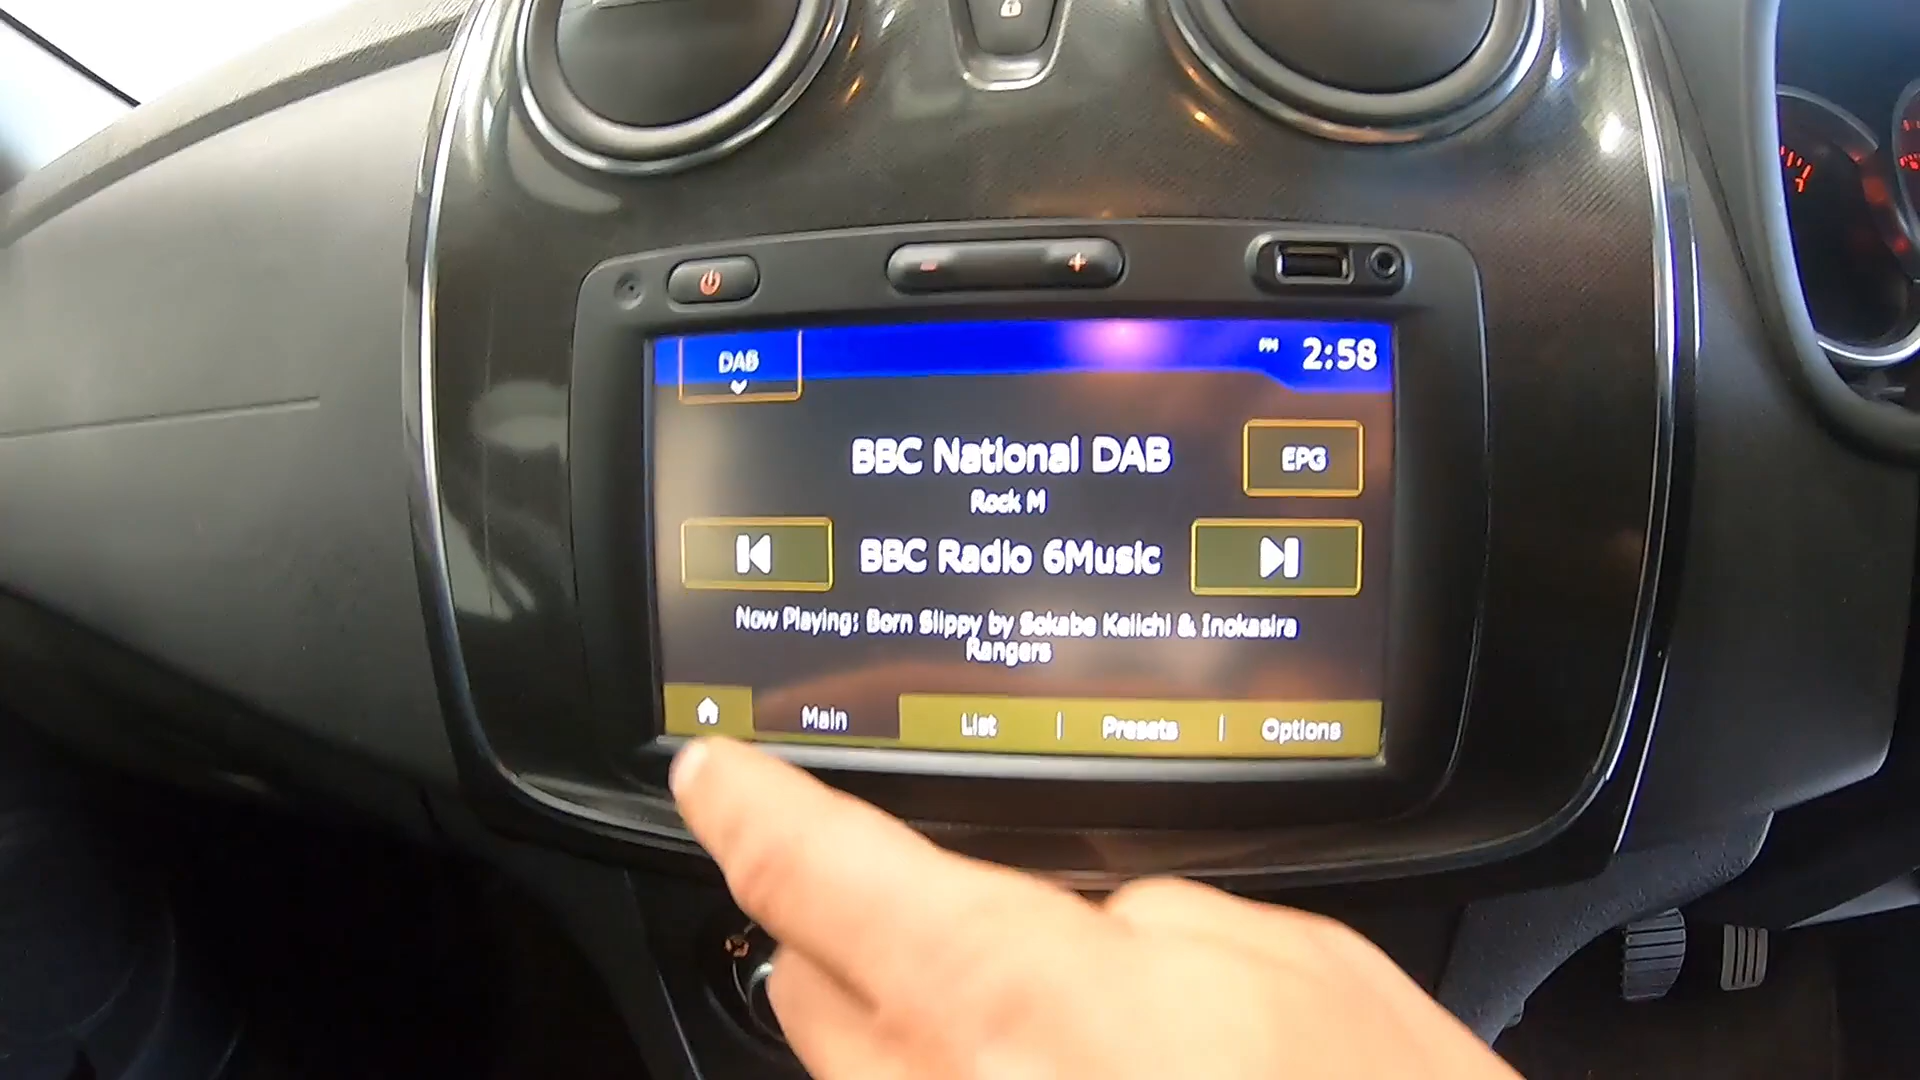 DAB
PM 2:58
BBC National DAB
EPG
Rock M
BBC Radio 6Music
Now Playing: Born Slippy by Sokabe Keiichi & Inokasira
Rangers
Main
List | Presets | Options